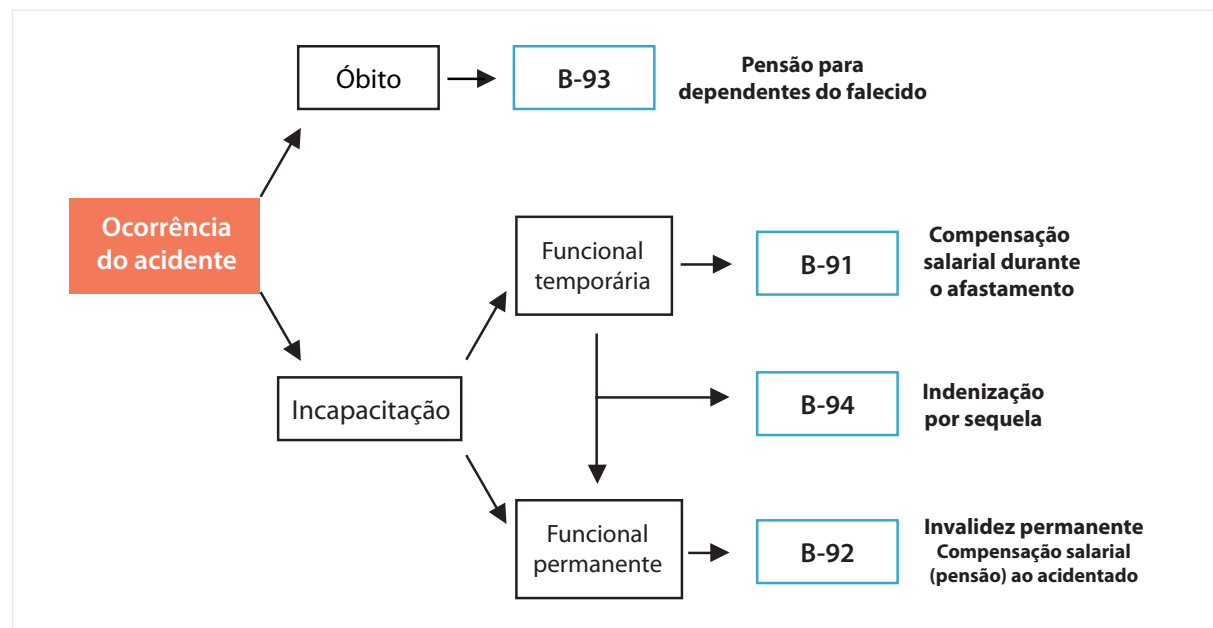 Óbito
B-93
Pensão para
dependentes do falecido
Ocorrência
do acidente
Funcional
temporária
B-91
Compensação
salarial durante
o afastamento
Incapacitação
B-94
Indenização
por sequela
Funcional
permanente
B-92
Invalidez permanente
Compensação salarial
(pensão) ao acidentado